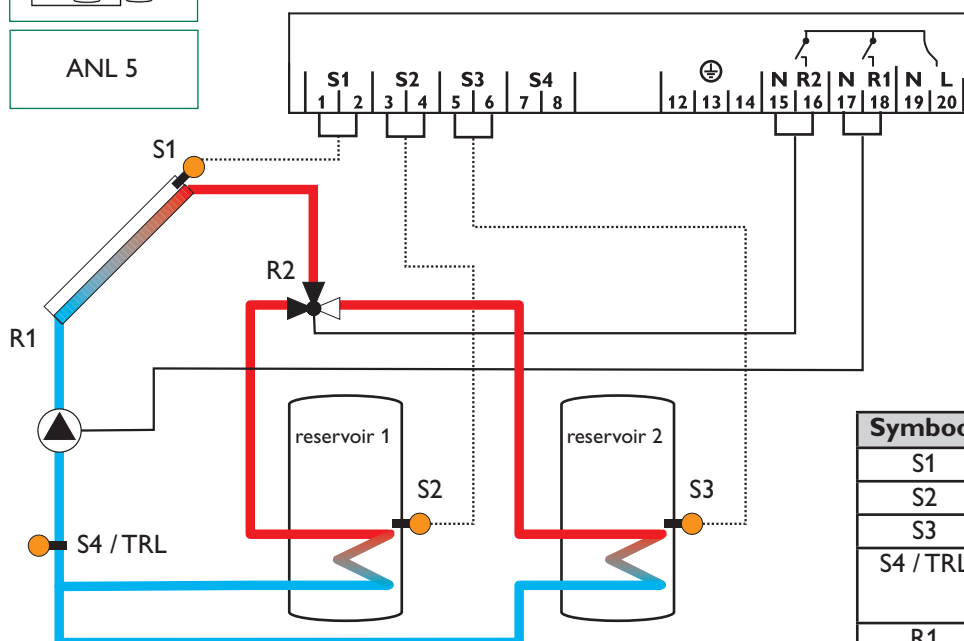 ANL 5
S1 S2 S3 S4 N R2 N R1 N L
1 2 3 4 5 6 7 8 12 13 14 15 16 17 18 19 20
S1
R2
R1
reservoir 1
reservoir 2
S2
S3
S4 / TRL
Symboo
S1
S2
S3
S4 / TRL
R1